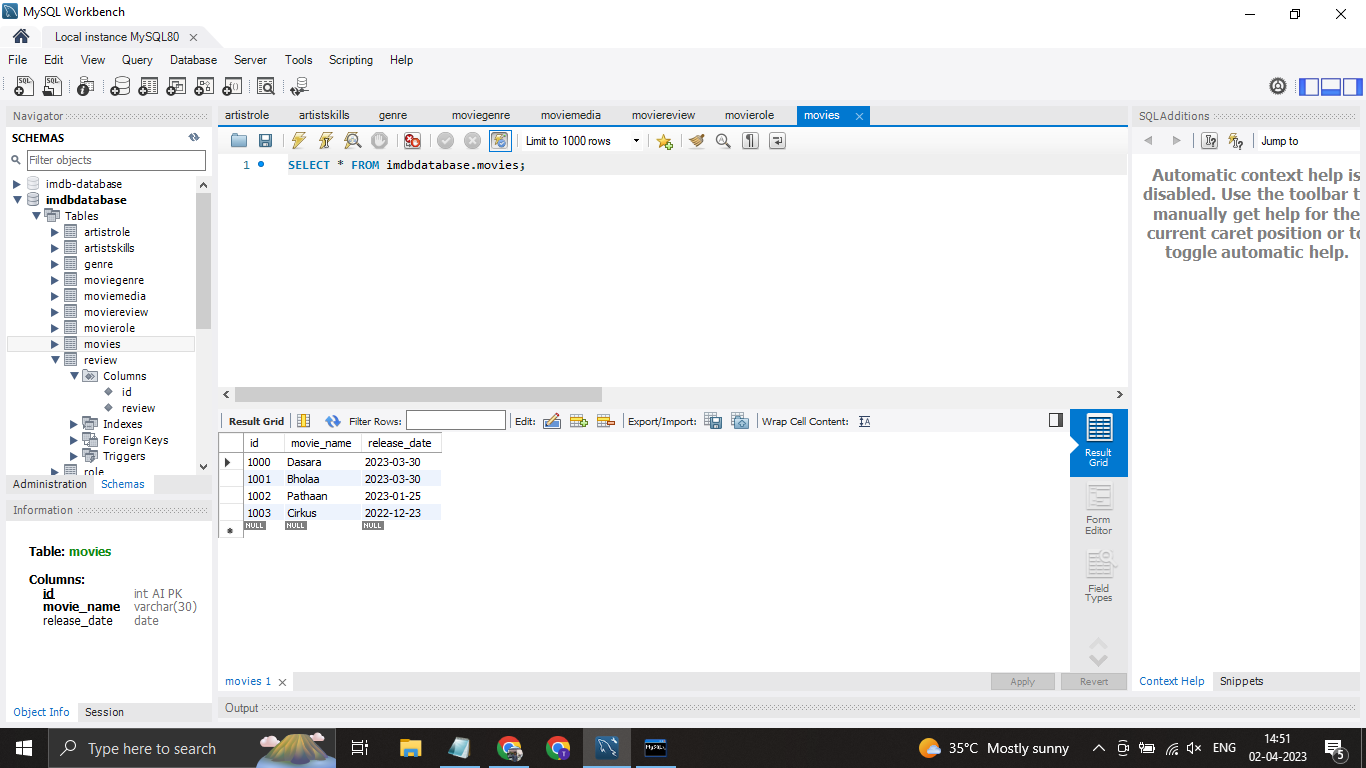 MySQL Workbench
Local instance MySQL80
File Edit View Query Database Server Tools Scripting Help
Navigator
SCHEMAS
Filter objects
imdb-database
imdbdatabase
Tables
artistrole
artistskills
genre
moviegenre
moviemedia
moviereview
movierole
movies
review
Columns
id
review
Indexes
Foreign Keys
Triggers
role
Administration Schemas
Information
Table: movies
Columns:
id int AI PK
movie_name varchar(30)
release_date date
Object Info Session
artistrole artistskills genre moviegenre moviemedia moviereview movierole movies
Limit to 1000 rows
1 SELECT * FROM imdbdatabase.movies;
Result Grid Filter Rows: Edit: Export/Import: Wrap Cell Content:
id movie_name release_date
1000 Dasara 2023-03-30
1001 Bholaa 2023-03-30
1002 Pathaan 2023-01-25
1003 Cirkus 2022-12-23
NULL NULL NULL
Result
Grid
Form
Editor
Field
Types
movies 1
Apply Revert
Output
SQLAdditions
Jump to
Automatic context help is
disabled. Use the toolbar t
manually get help for the
current caret position or to
toggle automatic help.
Context Help Snippets
Type here to search
35°C Mostly sunny
ENG
14:51
02-04-2023
5